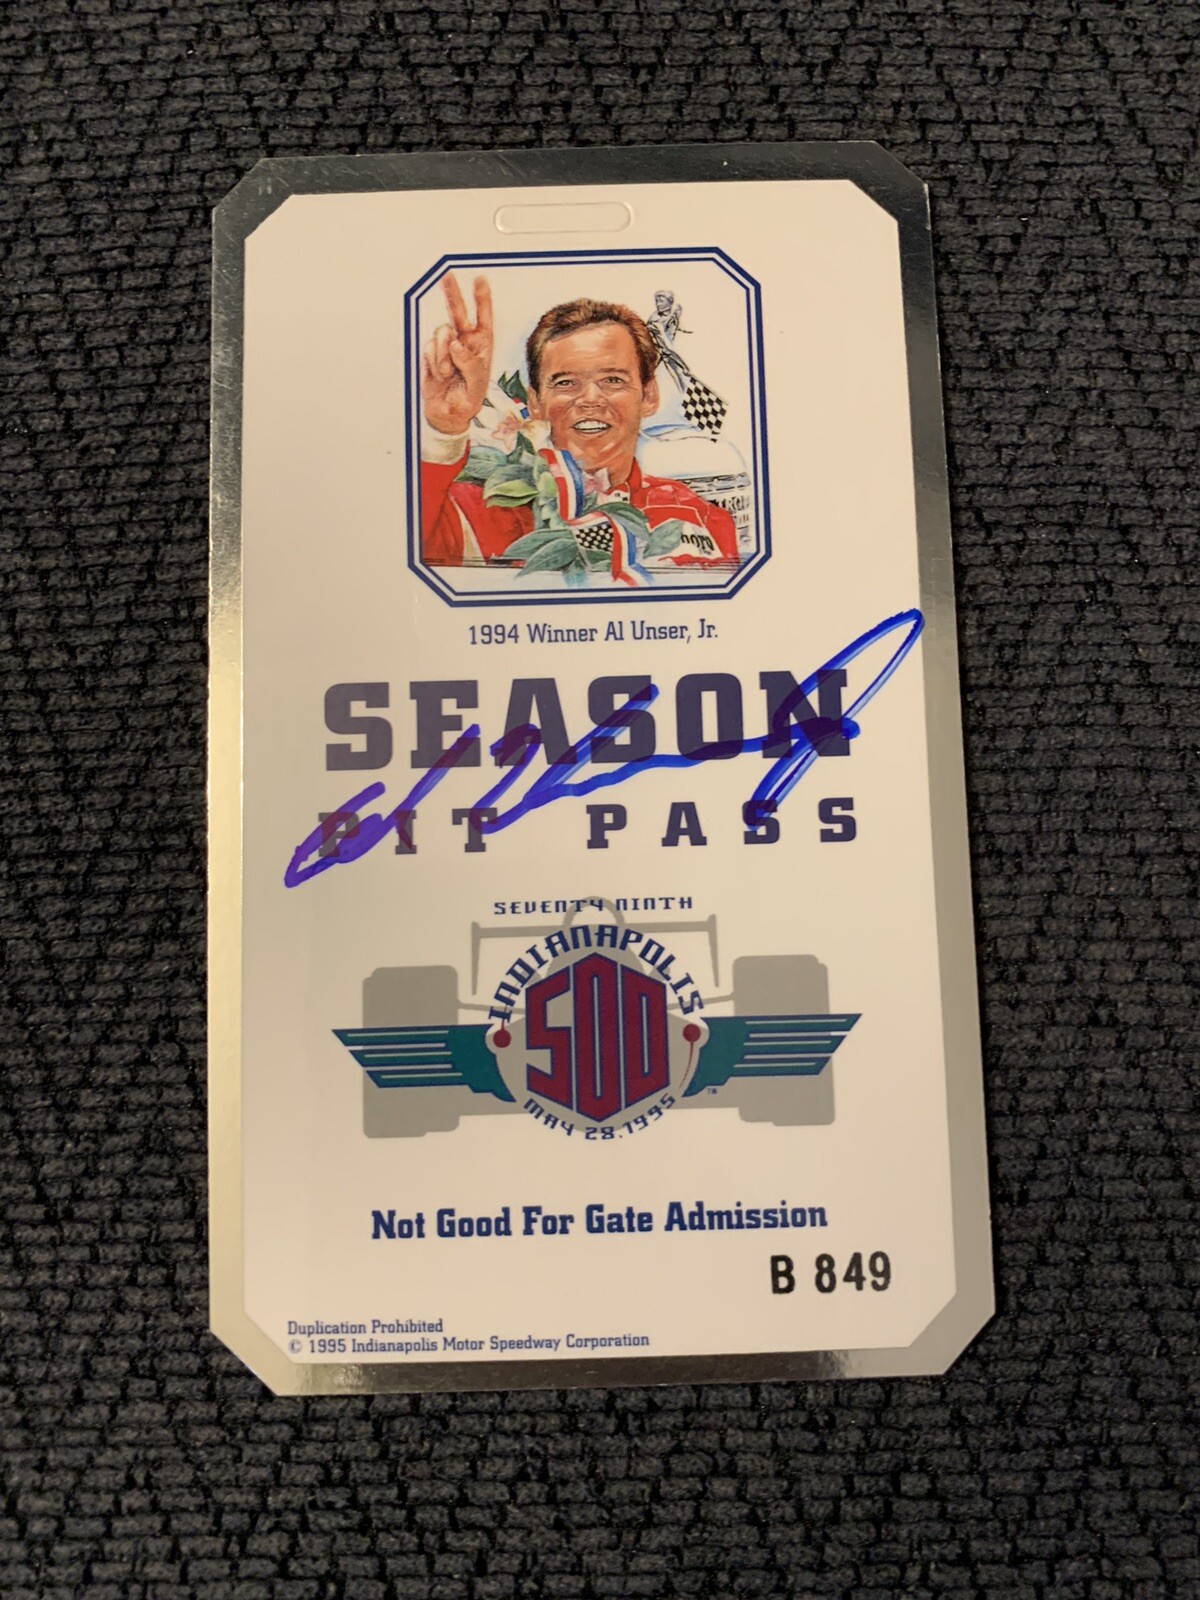 1994 Winner Al Unser, Jr.
SEASON
PIT PASS
SEVENTY NINTH
INDIANAPOLIS
500
MAY 28. 1995
TM
Not Good For Gate Admission
B 849
Duplication Prohibited
© 1995 Indianapolis Motor Speedway Corporation